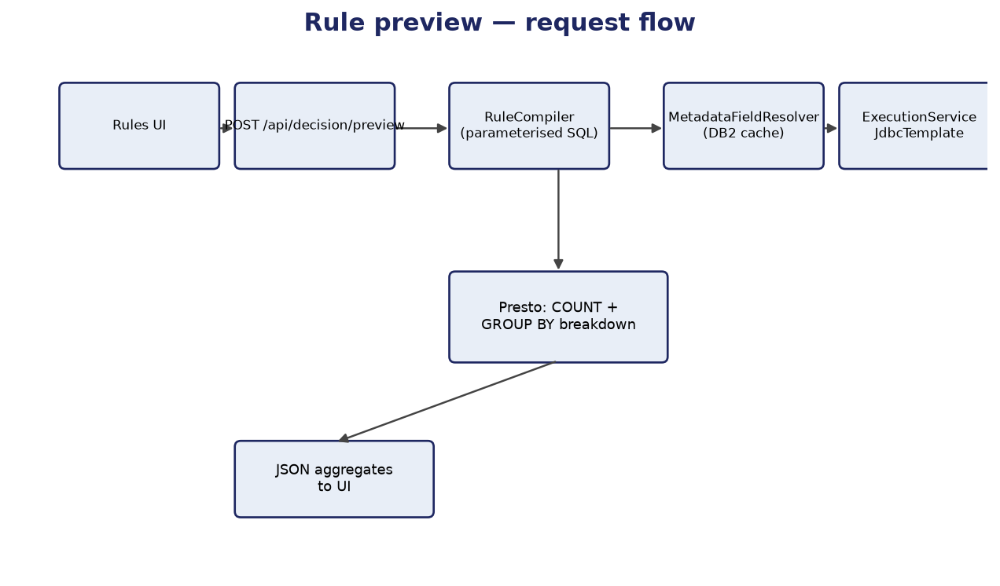 Rule preview — request flow
Rules UI
POST /api/decision/preview
RuleCompiler
(parameterised SQL)
MetadataFieldResolver
(DB2 cache)
ExecutionService
JdbcTemplate
Presto: COUNT +
GROUP BY breakdown
JSON aggregates
to UI